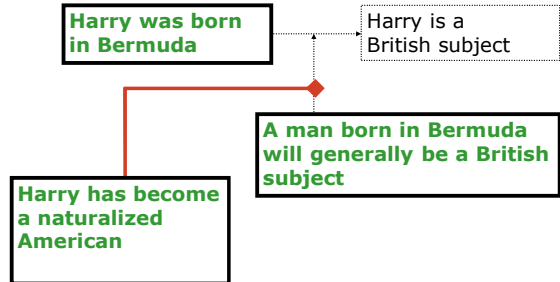 Harry was born
in Bermuda
Harry is a
British subject
A man born in Bermuda
will generally be a British
subject
Harry has become
a naturalized
American